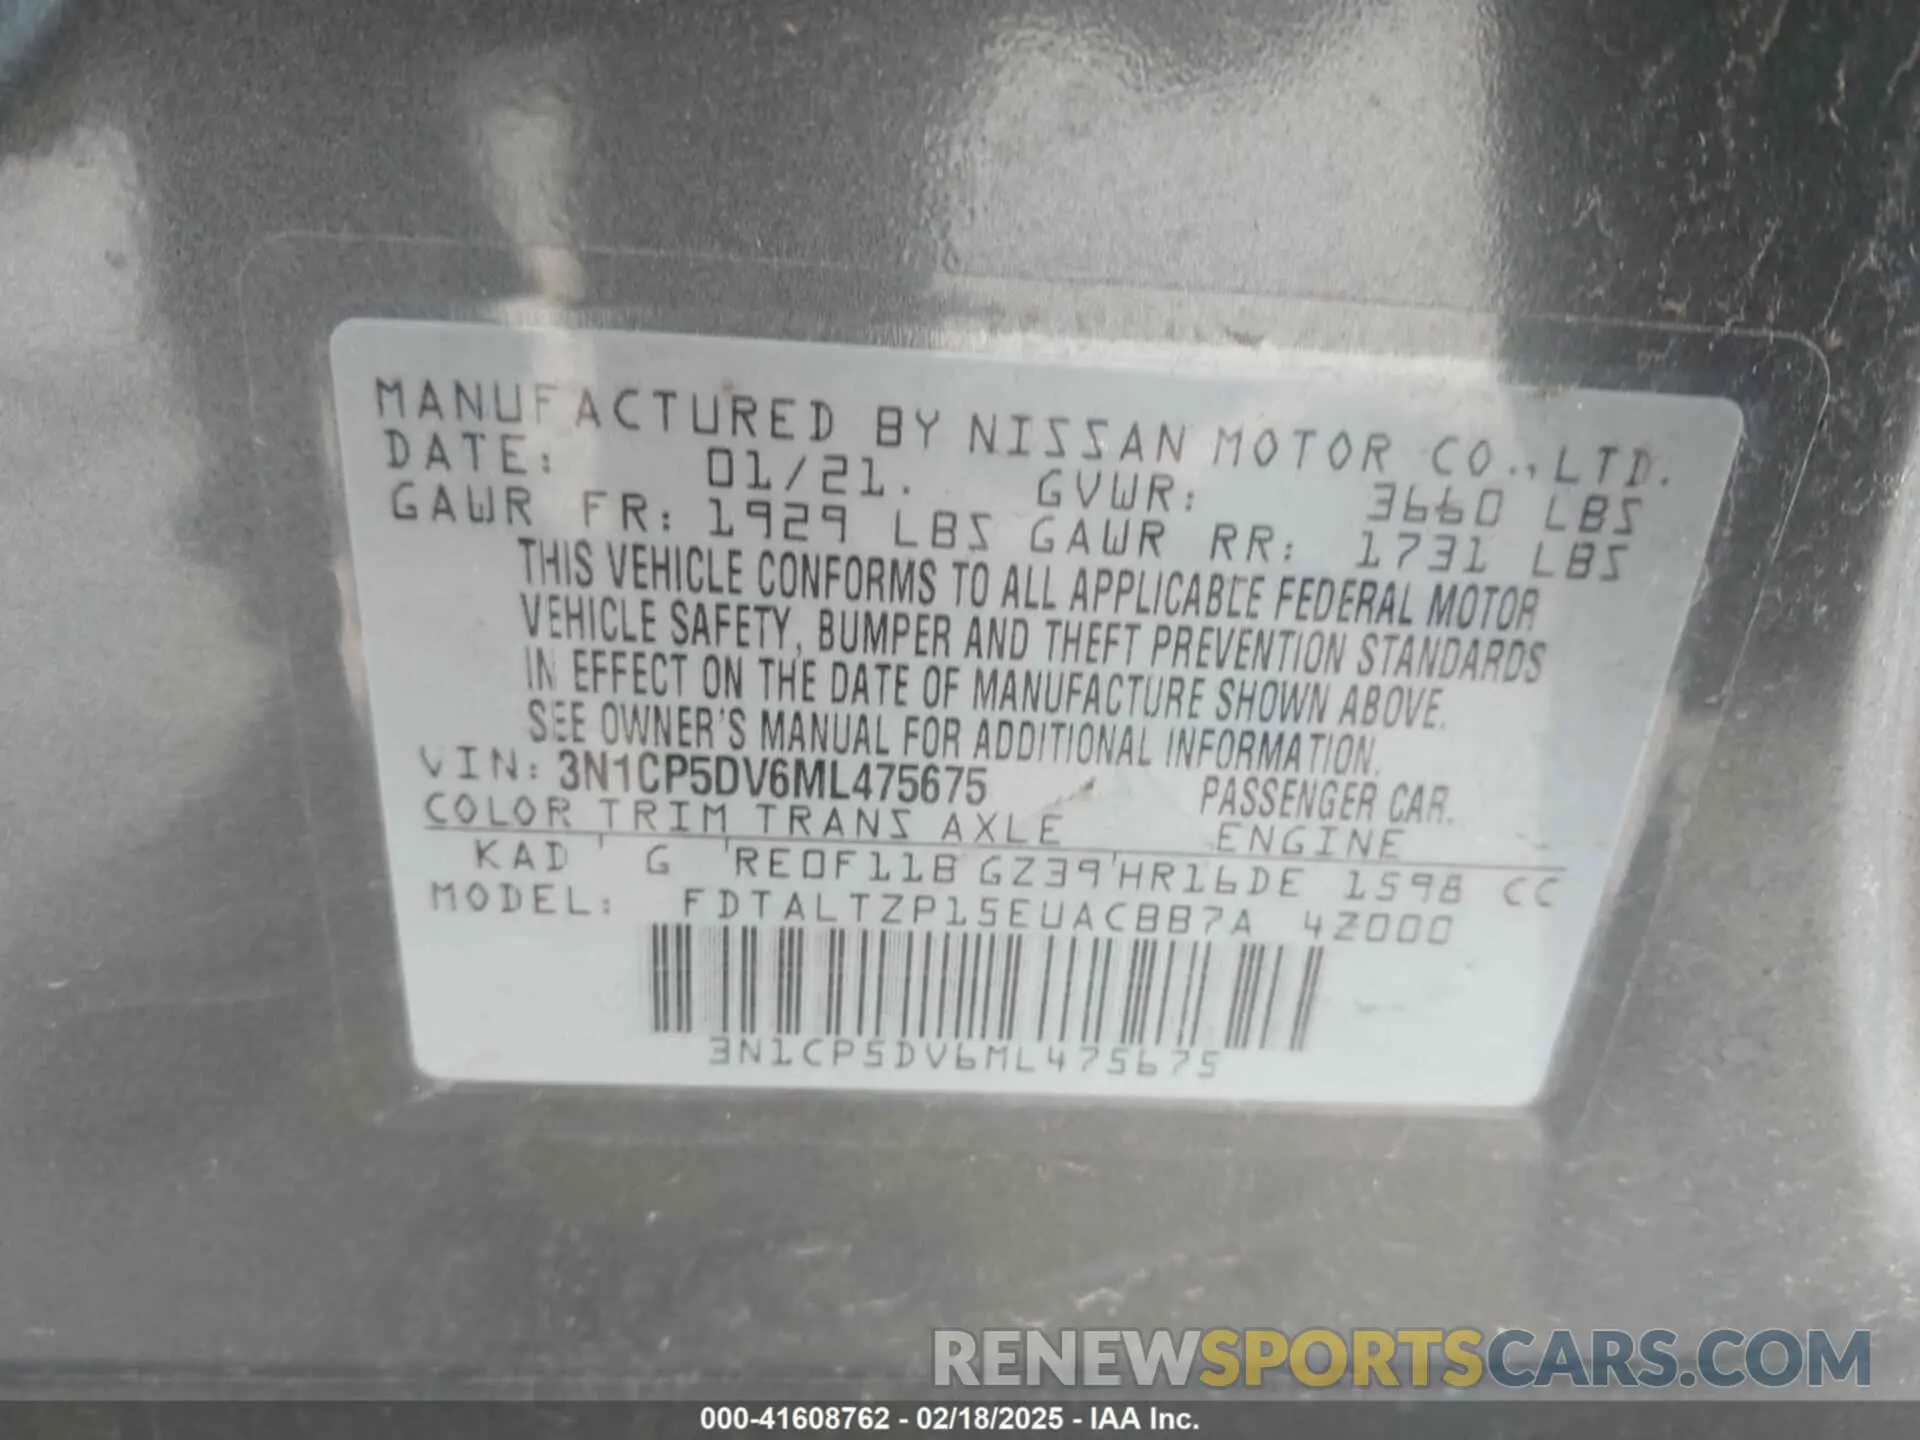 MANUFACTURED BY NISSAN MOTOR CO., LTD.
DATE: 01/21. GVWR: 3660 LBS
GAWR FR: 1929 LBS GAWR RR: 1731 LBS
THIS VEHICLE CONFORMS TO ALL APPLICABLE FEDERAL MOTOR
VEHICLE SAFETY, BUMPER AND THEFT PREVENTION STANDARDS
IN EFFECT ON THE DATE OF MANUFACTURE SHOWN ABOVE.
SEE OWNER'S MANUAL FOR ADDITIONAL INFORMATION.
VIN: 3N1CP5DV6ML475675 PASSENGER CAR.
COLOR TRIM TRANS AXLE ENGINE
KAD G RE0F11B GZ39 HR16DE 1598 CC
MODEL: FDTALTZP15EUACBB7A 4Z000
3N1CP5DV6ML475675
RENEWSPORTSCARS.COM
000-41608762 - 02/18/2025 - IAA Inc.